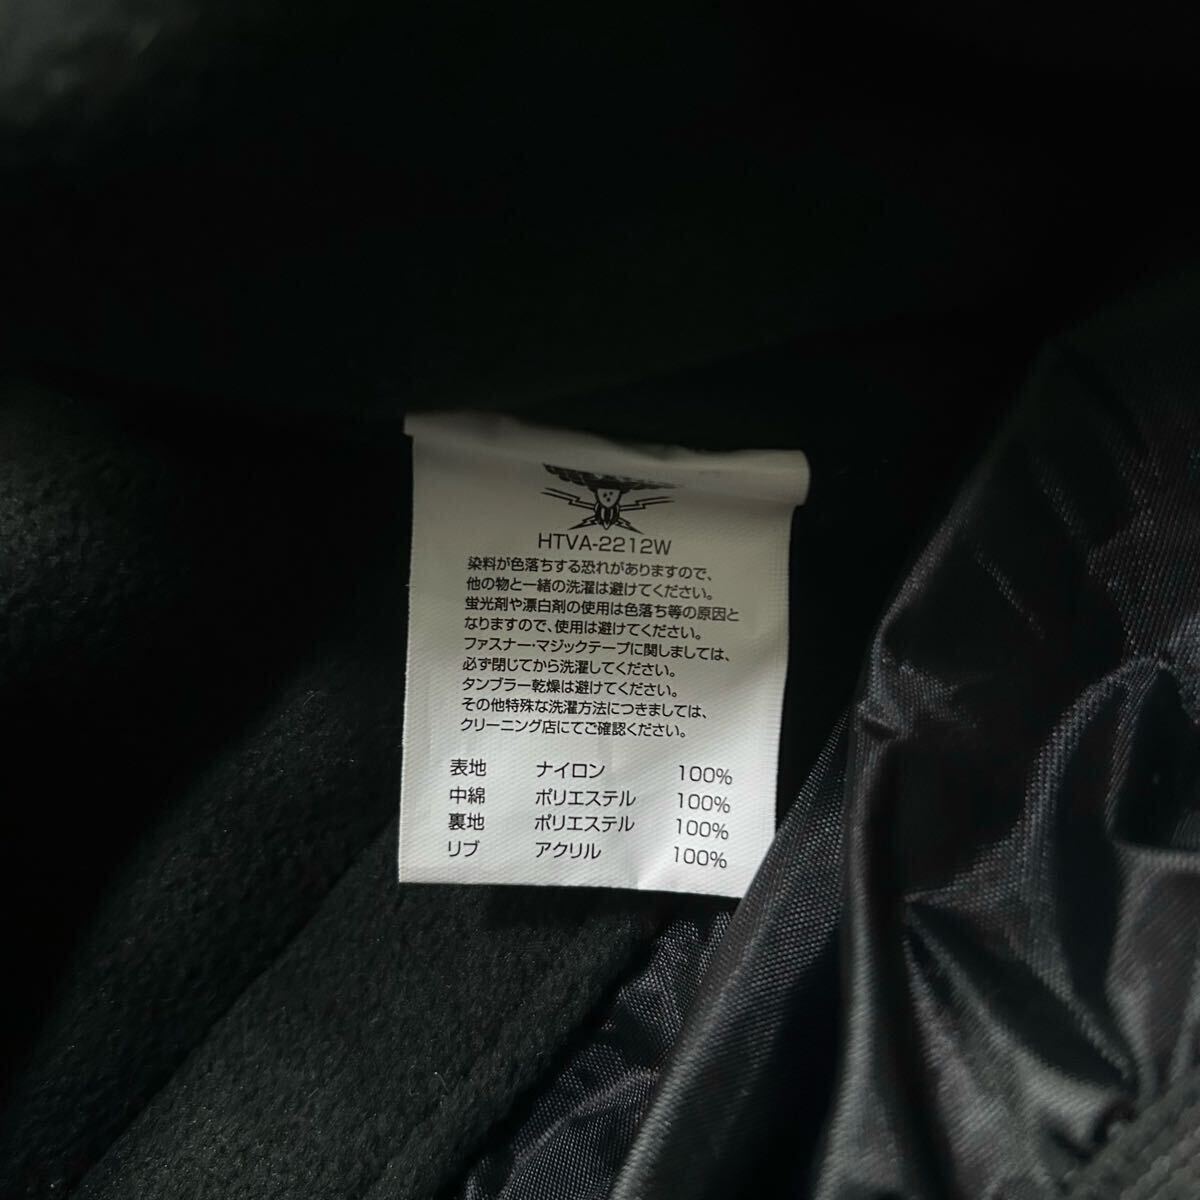 HTVA-2212W
染料が色落ちする恐れがありますので、
他の物と一緒の洗濯は避けてください。
蛍光剤や漂白剤の使用は色落ち等の原因と
なりますので、使用は避けてください。
ファスナー・マジックテープに関しましては、
必ず閉じてから洗濯してください。
タンブラー乾燥は避けてください。
その他特殊な洗濯方法につきましては、
クリーニング店にてご確認ください。
表地 ナイロン 100%
中綿 ポリエステル 100%
裏地 ポリエステル 100%
リブ アクリル 100%